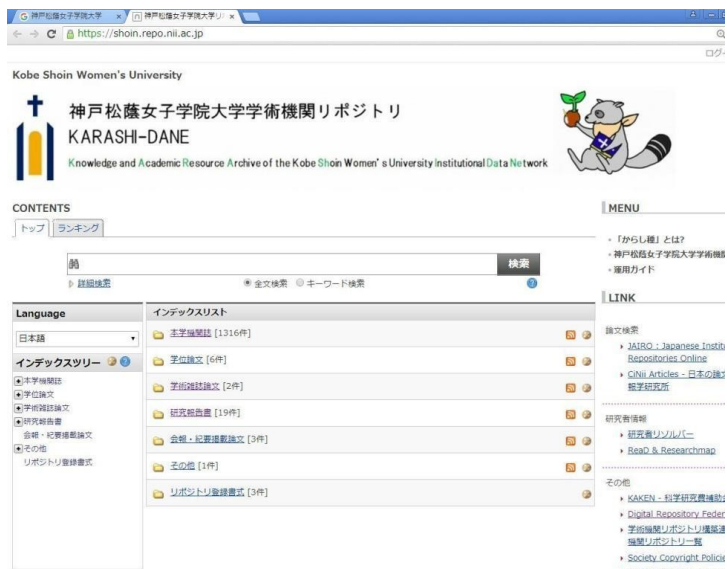 神戸松蔭女子学院大学
神戸松蔭女子学院大学リ
https://shoin.repo.nii.ac.jp
ログ
Kobe Shoin Women's University
神戸松蔭女子学院大学学術機関リポジトリ
KARASHI-DANE
Knowledge and Academic Resource Archive of the Kobe Shoin Women's University Institutional Data Network
CONTENTS
トップ ランキング
検索
詳細検索 全文検索 キーワード検索
Language
日本語
インデックスツリー
本学機関誌
学位論文
学術雑誌論文
研究報告書
会報・紀要掲載論文
その他
リポジトリ登録書式
インデックスリスト
本学機関誌 [1316件]
学位論文 [6件]
学術雑誌論文 [2件]
研究報告書 [19件]
会報・紀要掲載論文 [3件]
その他 [1件]
リポジトリ登録書式 [3件]
MENU
「からし種」とは?
神戸松蔭女子学院大学学術機関
運用ガイド
LINK
論文検索
JAIRO : Japanese Institu
Repositories Online
CiNii Articles - 日本の論文
報学研究所
研究者情報
研究者リゾルバー
ReaD & Researchmap
その他
KAKEN - 科学研究費補助金
Digital Repository Feder
学術機関リポジトリ構築連
機関リポジトリ一覧
Society Copyright Policie